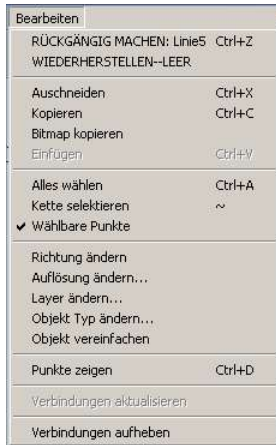 Bearbeiten
RÜCKGÄNGIG MACHEN: Linie5 Ctrl+Z
WIEDERHERSTELLEN--LEER
Auschneiden Ctrl+X
Kopieren Ctrl+C
Bitmap kopieren
Einfügen Ctrl+V
Alles wählen Ctrl+A
Kette selektieren ~
Wählbare Punkte
Richtung ändern
Auflösung ändern...
Layer ändern...
Objekt Typ ändern...
Objekt vereinfachen
Punkte zeigen Ctrl+D
Verbindungen aktualisieren
Verbindungen aufheben